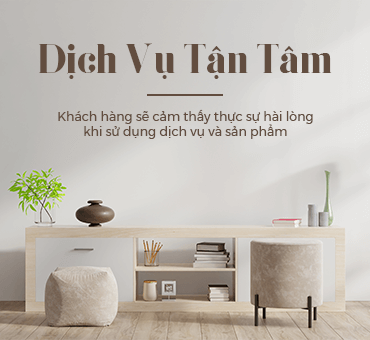 Dịch Vụ Tận Tâm
Khách hàng sẽ cảm thấy thực sự hài lòng
khi sử dụng dịch vụ và sản phẩm